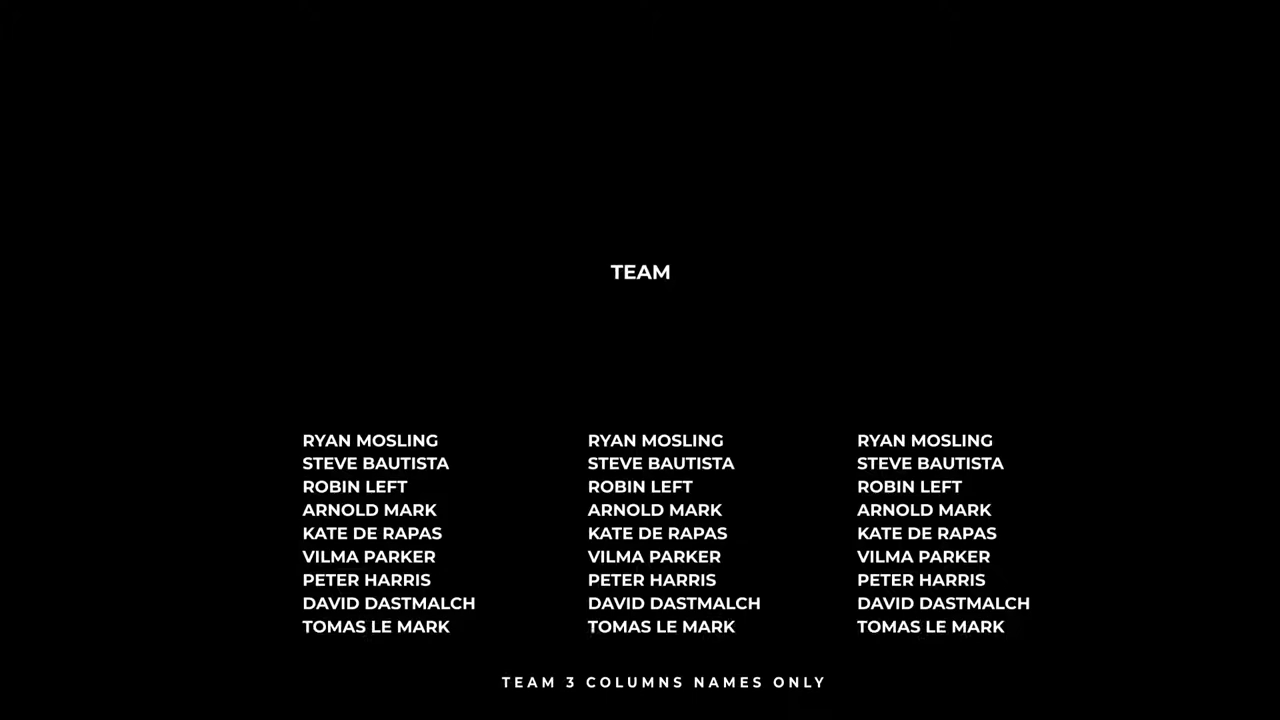 TEAM
RYAN MOSLING RYAN MOSLING RYAN MOSLING
STEVE BAUTISTA STEVE BAUTISTA STEVE BAUTISTA
ROBIN LEFT ROBIN LEFT ROBIN LEFT
ARNOLD MARK ARNOLD MARK ARNOLD MARK
KATE DE RAPAS KATE DE RAPAS KATE DE RAPAS
VILMA PARKER VILMA PARKER VILMA PARKER
PETER HARRIS PETER HARRIS PETER HARRIS
DAVID DASTMALCH DAVID DASTMALCH DAVID DASTMALCH
TOMAS LE MARK TOMAS LE MARK TOMAS LE MARK
TEAM 3 COLUMNS NAMES ONLY